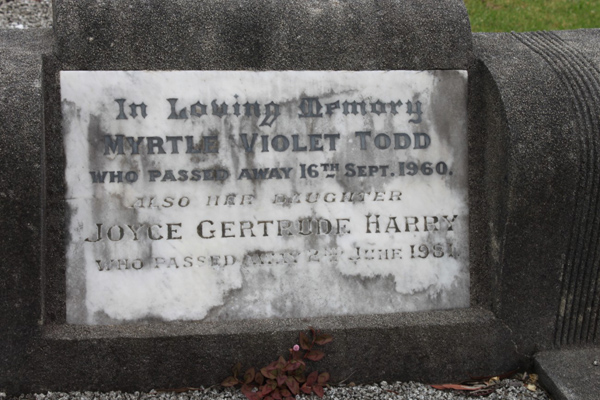 In Loving Memory
MYRTLE VIOLET TODD
WHO PASSED AWAY 16TH SEPT. 1960.
ALSO HER DAUGHTER
JOYCE GERTRUDE HARRY
WHO PASSED AWAY JUNE 1981